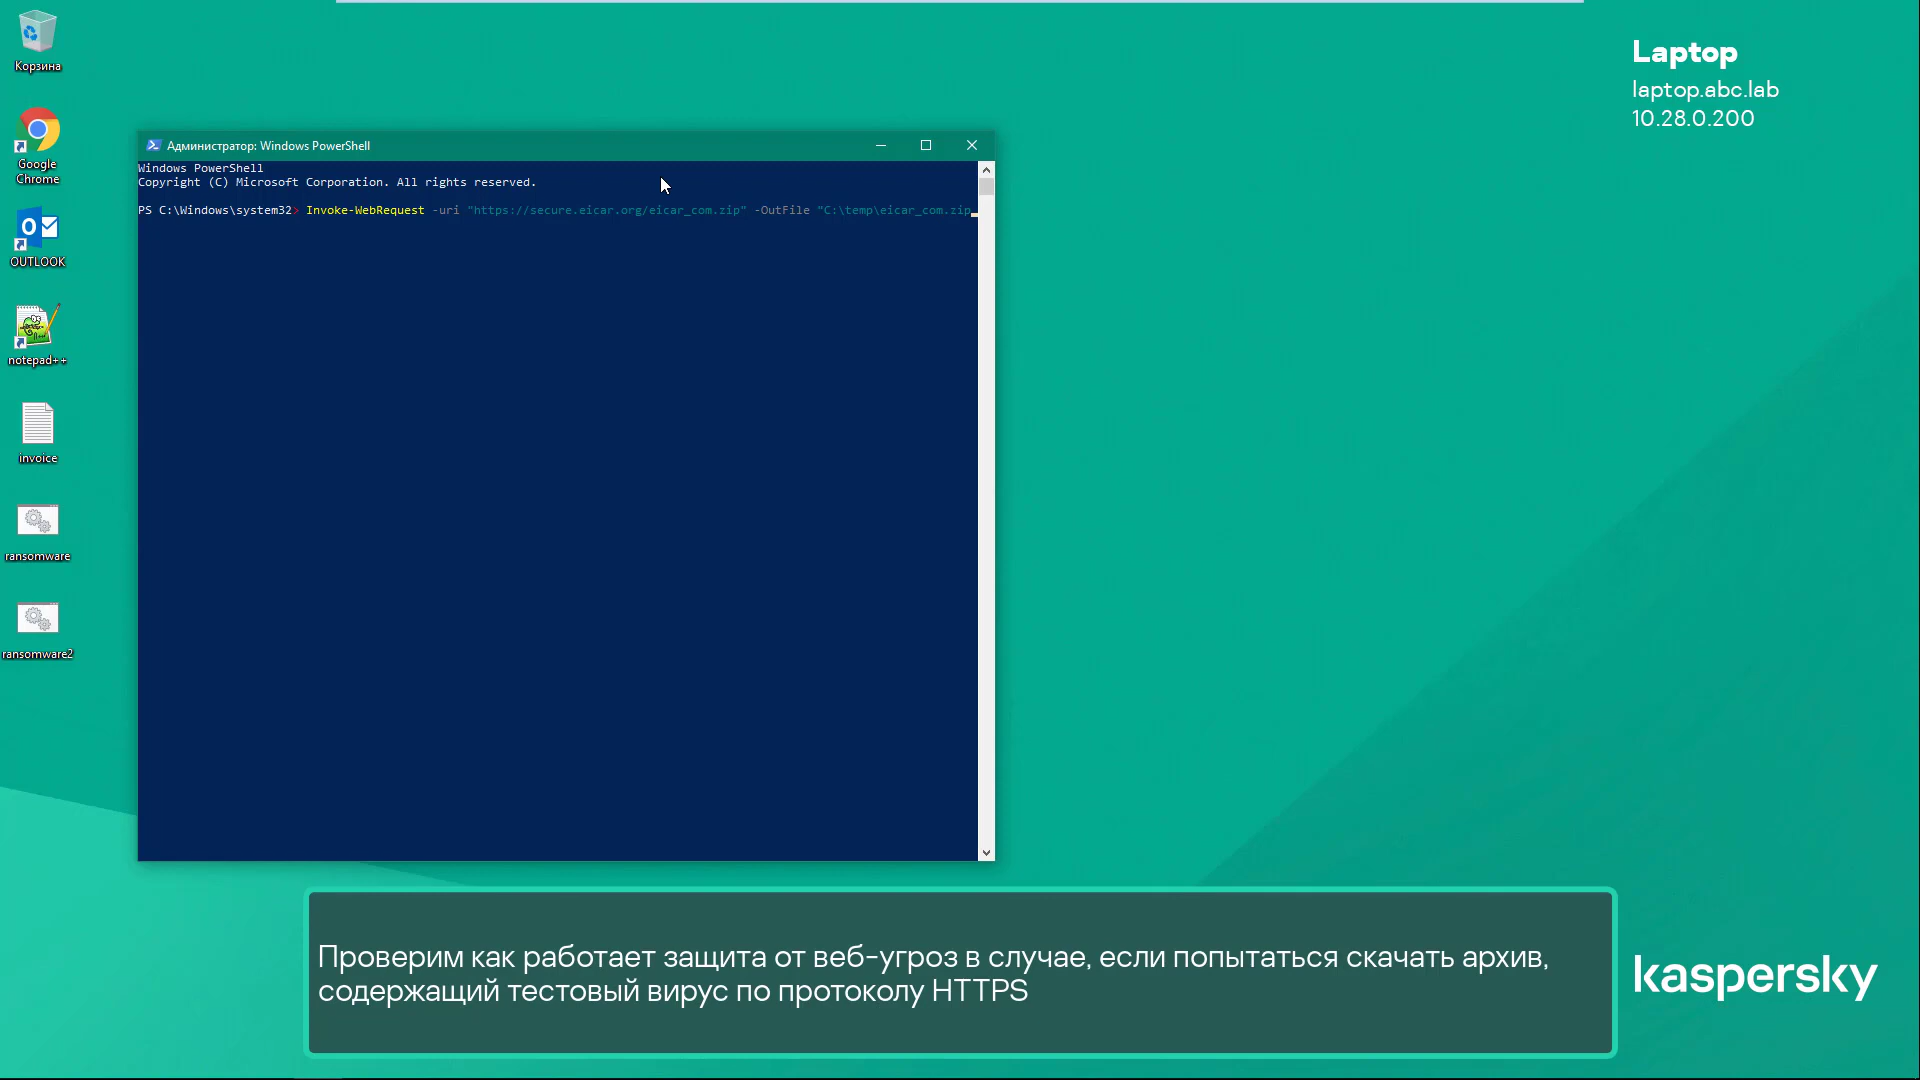 Корзина
Google
Chrome
OUTLOOK
notepad++
invoice
ransomware
ransomware2
Администратор: Windows PowerShell
Windows PowerShell
Copyright (C) Microsoft Corporation. All rights reserved.
PS C:\Windows\system32> Invoke-WebRequest -uri "https://secure.eicar.org/eicar_com.zip" -OutFile "C:\temp\eicar_com.zip
Laptop
laptop.abc.lab
10.28.0.200
Проверим как работает защита от веб-угроз в случае, если попытаться скачать архив,
содержащий тестовый вирус по протоколу HTTPS
kaspersky